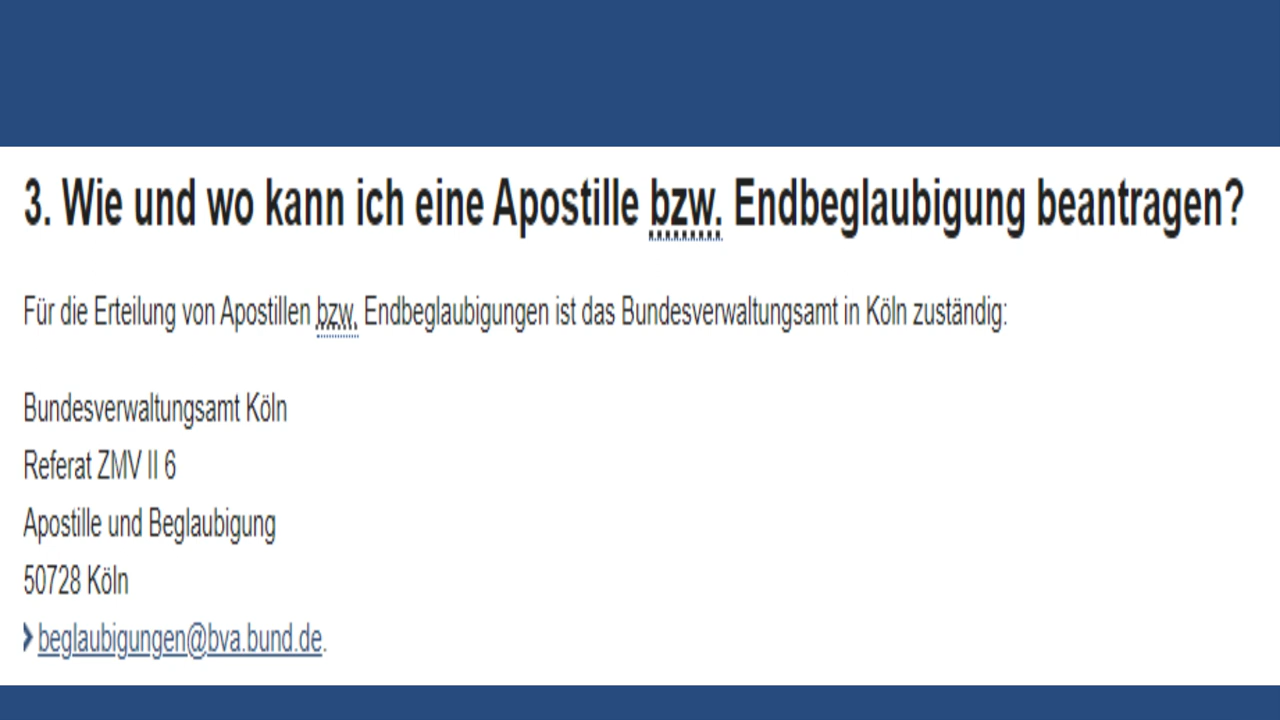 3. Wie und wo kann ich eine Apostille bzw. Endbeglaubigung beantragen?
Für die Erteilung von Apostillen bzw. Endbeglaubigungen ist das Bundesverwaltungsamt in Köln zuständig:
Bundesverwaltungsamt Köln
Referat ZMV II 6
Apostille und Beglaubigung
50728 Köln
beglaubigungen@bva.bund.de.